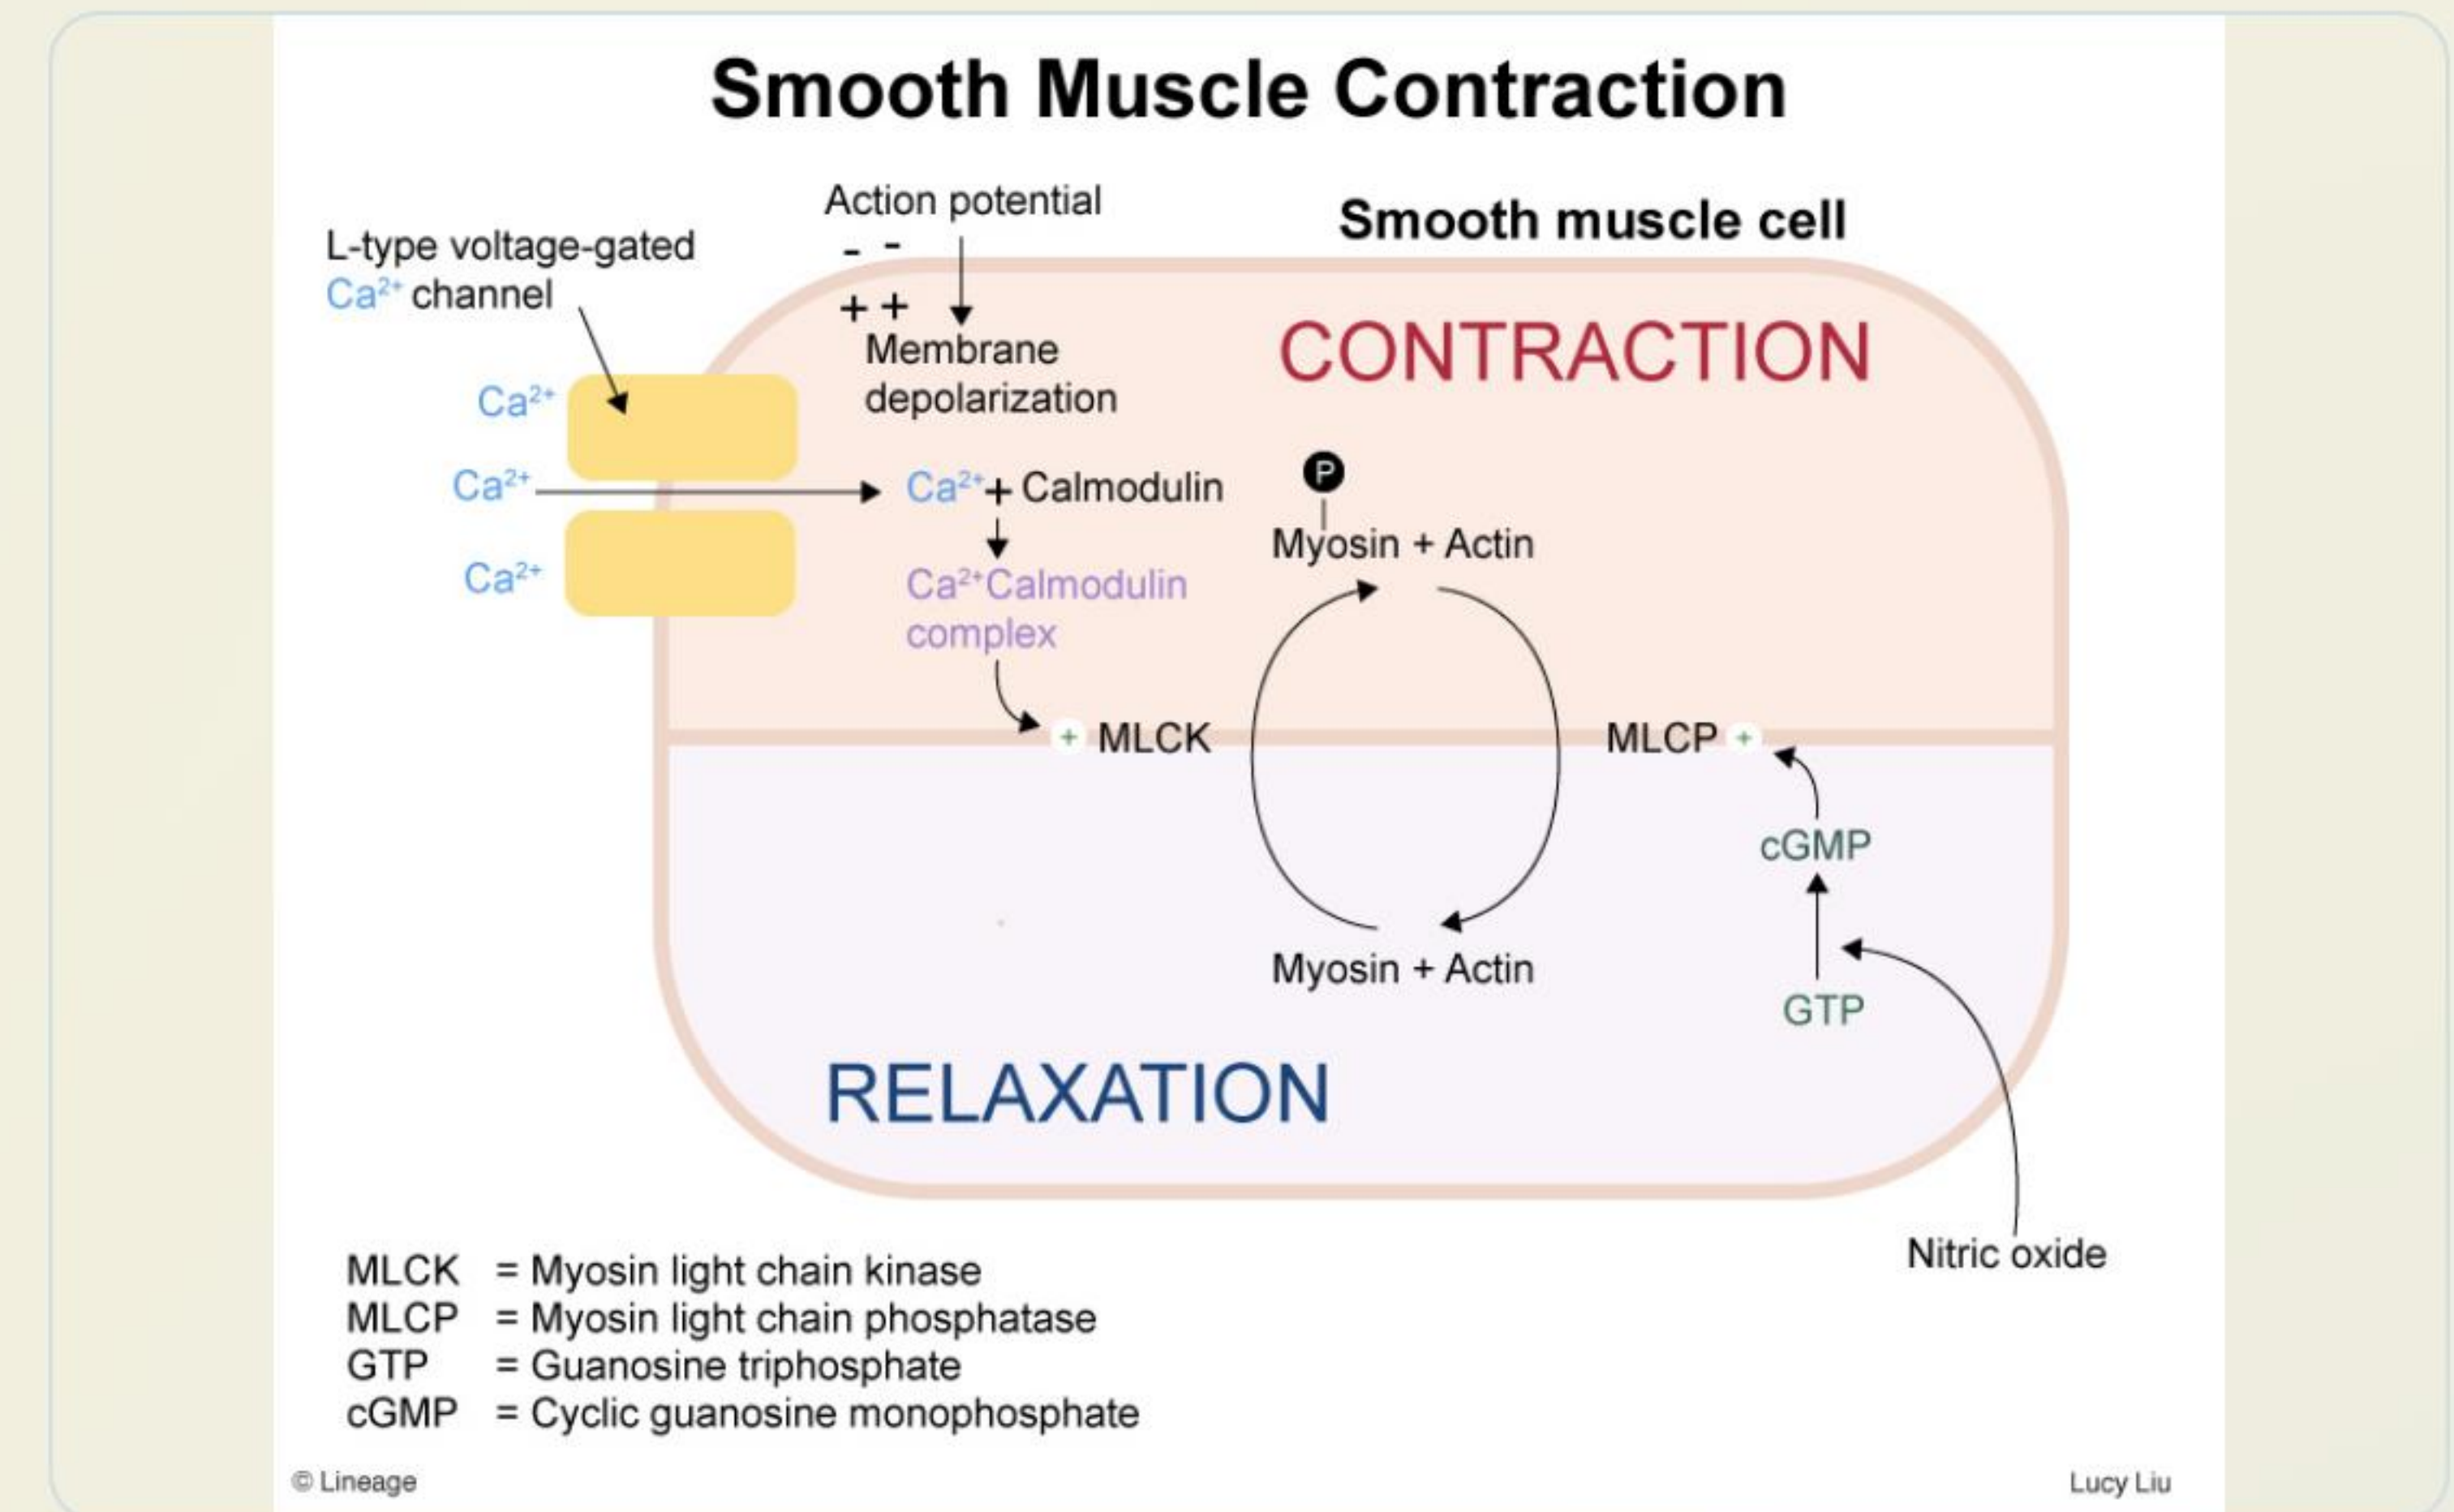 Smooth Muscle Contraction
Action potential
Smooth muscle cell
L-type voltage-gated
Ca²⁺ channel
- -
+ +
Membrane
depolarization
CONTRACTION
Ca²⁺
Ca²⁺
Ca²⁺ + Calmodulin
P
Myosin + Actin
Ca²⁺
Ca²⁺Calmodulin
complex
+ MLCK
MLCP +
cGMP
Myosin + Actin
GTP
RELAXATION
Nitric oxide
MLCK = Myosin light chain kinase
MLCP = Myosin light chain phosphatase
GTP = Guanosine triphosphate
cGMP = Cyclic guanosine monophosphate
© Lineage
Lucy Liu